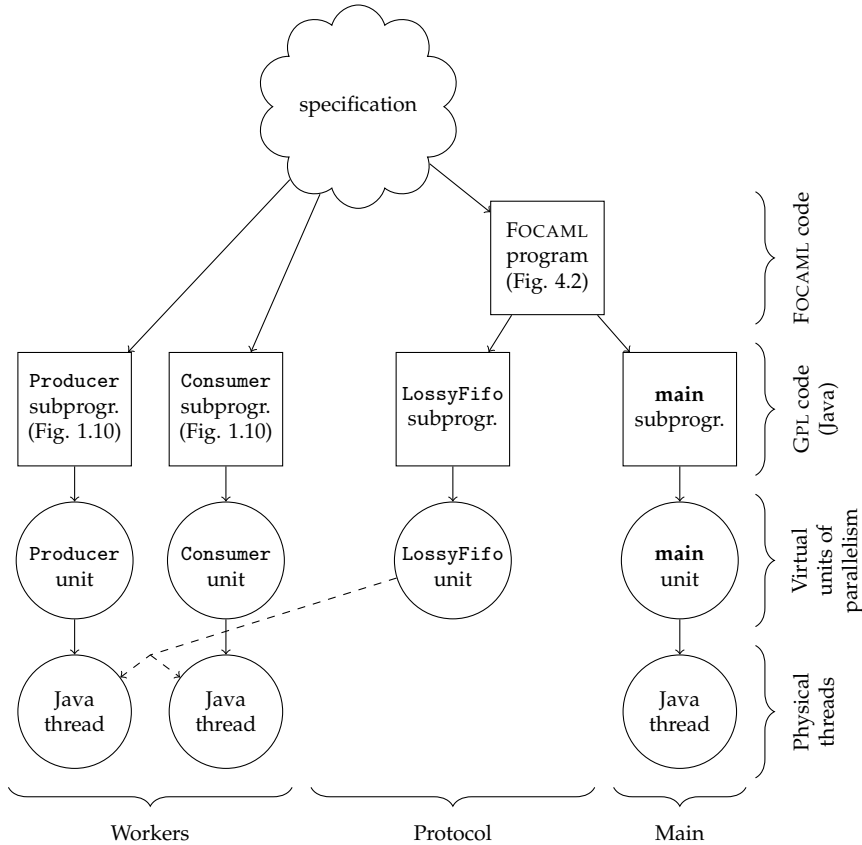 specification
FOCAML
program
(Fig. 4.2)
FOCAML code
Producer
subprogr.
(Fig. 1.10)
Consumer
subprogr.
(Fig. 1.10)
LossyFifo
subprogr.
main
subprogr.
GPL code
(Java)
Producer
unit
Consumer
unit
LossyFifo
unit
main
unit
Virtual
units of
parallelism
Java
thread
Java
thread
Java
thread
Physical
threads
Workers
Protocol
Main